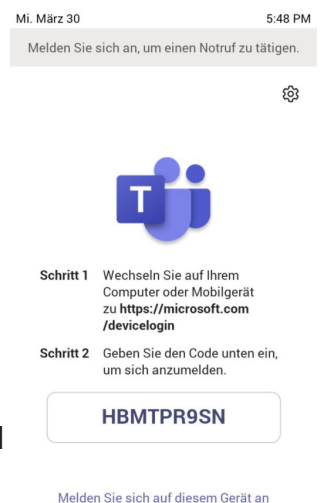 Mi. März 30 5:48 PM
Melden Sie sich an, um einen Notruf zu tätigen.
T
Schritt 1 Wechseln Sie auf Ihrem
Computer oder Mobilgerät
zu https://microsoft.com
/devicelogin
Schritt 2 Geben Sie den Code unten ein,
um sich anzumelden.
HBMTPR9SN
Melden Sie sich auf diesem Gerät an